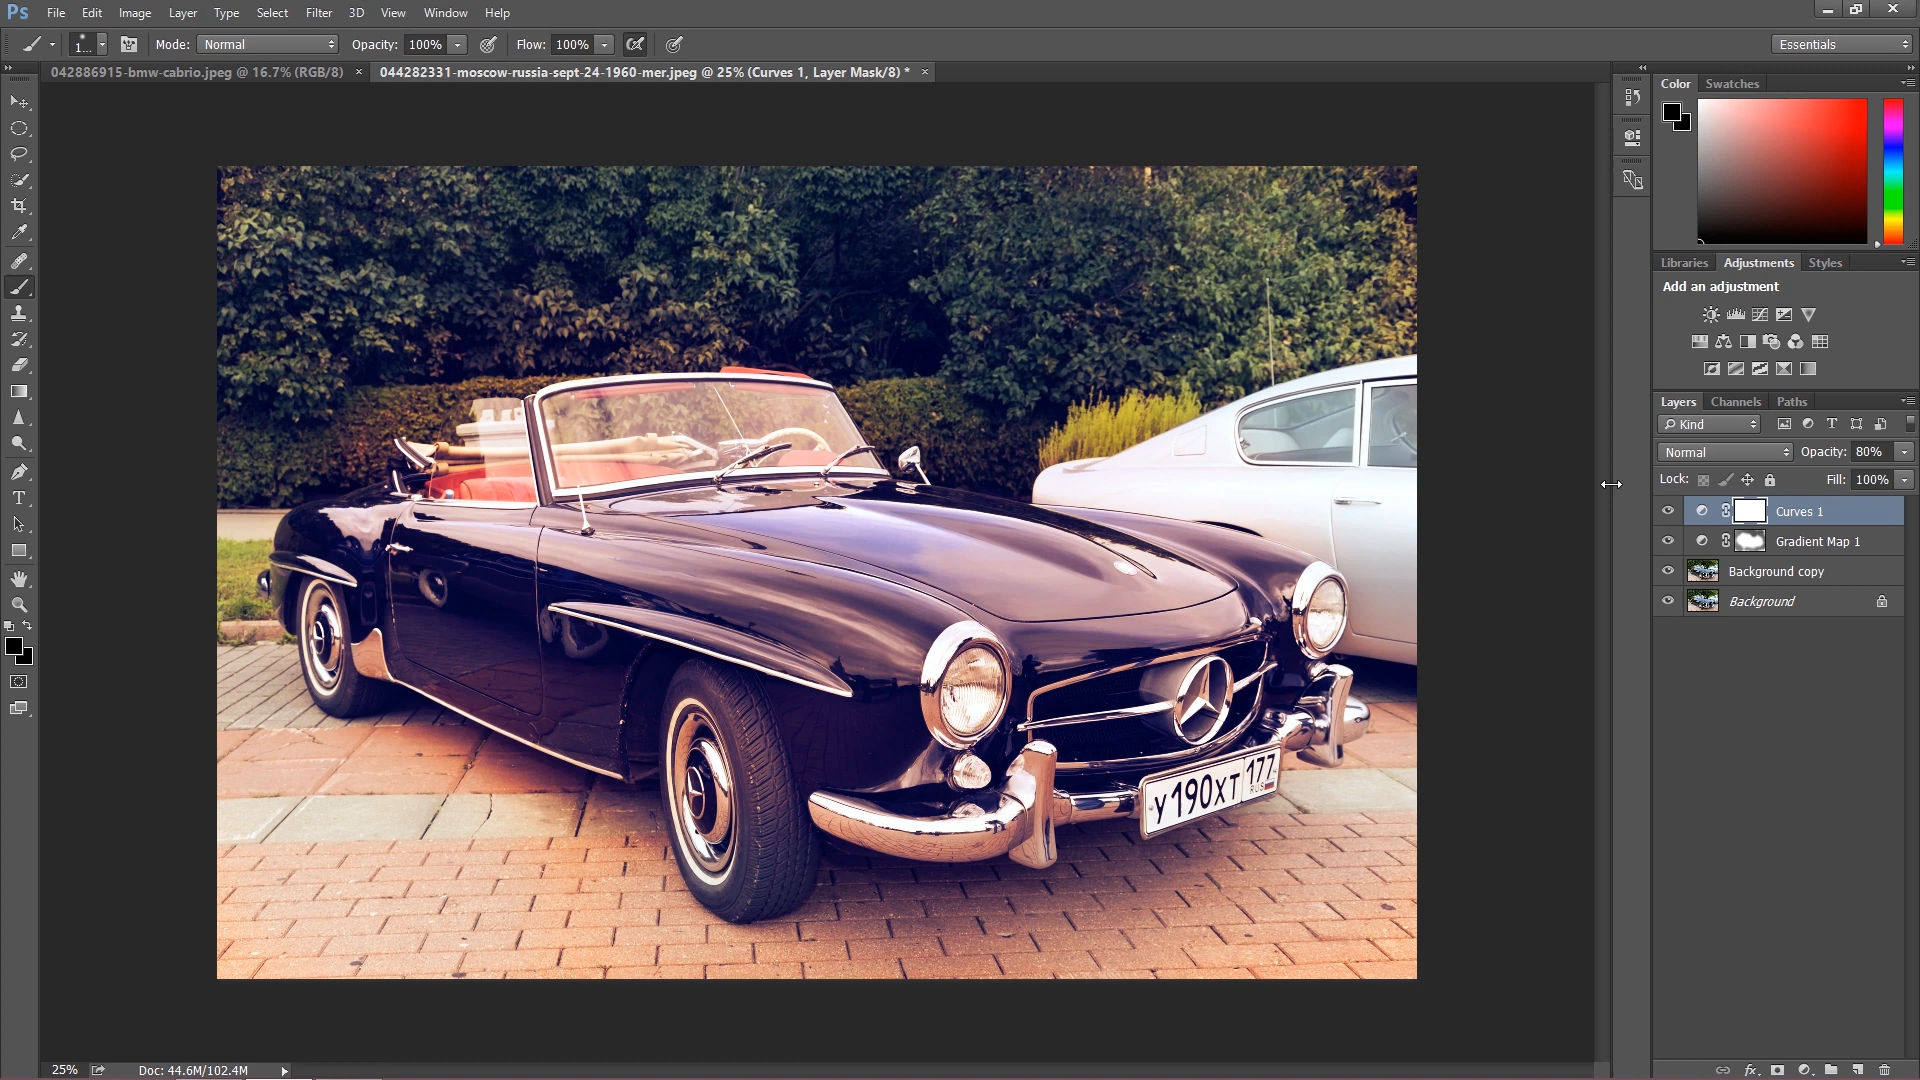 Ps File Edit Image Layer Type Select Filter 3D View Window Help
1... Mode: Normal Opacity: 100% Flow: 100% Essentials
042886915-bmw-cabrio.jpeg @ 16.7% (RGB/8) × 044282331-moscow-russia-sept-24-1960-mer.jpeg @ 25% (Curves 1, Layer Mask/8) * ×
Color Swatches
Libraries Adjustments Styles
Add an adjustment
Layers Channels Paths
Kind T
Normal Opacity: 80%
Lock: Fill: 100%
Curves 1
Gradient Map 1
Background copy
Background
T
У190ХТ 177
RUS
25% Doc: 44.6M/102.4M fx